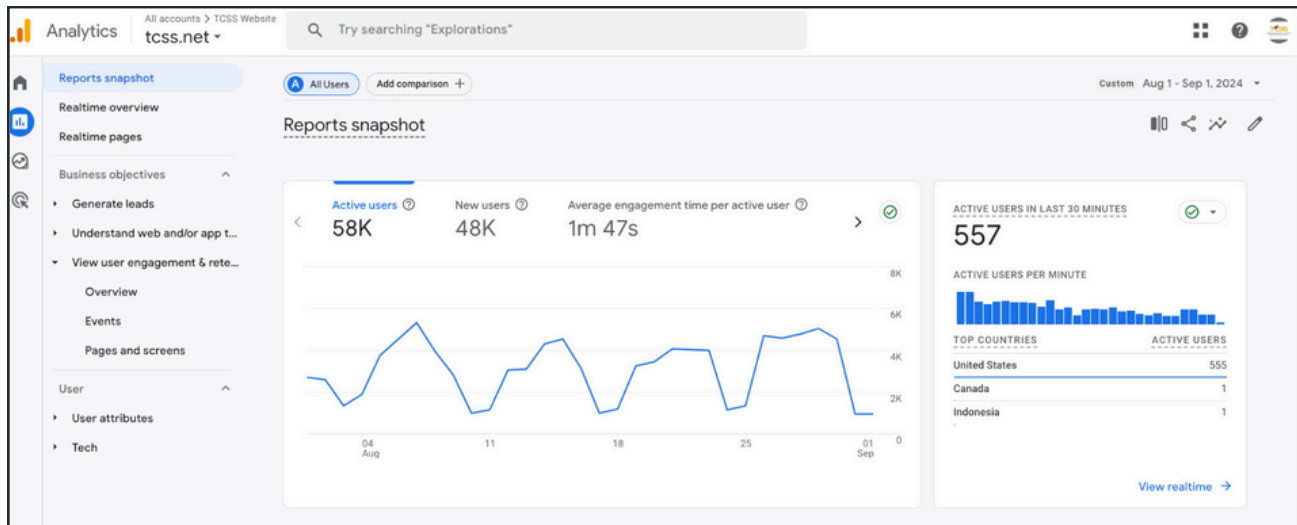 All accounts > TCSS Website
Analytics
tcss.net
Try searching "Explorations"
Reports snapshot
Realtime overview
Realtime pages
Business objectives
Generate leads
Understand web and/or app t...
View user engagement & rete...
Overview
Events
Pages and screens
User
User attributes
Tech
A All Users
Add comparison +
Custom Aug 1 - Sep 1, 2024
Reports snapshot
Active users
58K
New users
48K
Average engagement time per active user
1m 47s
8K
6K
4K
2K
0
04
Aug
11
18
25
01
Sep
ACTIVE USERS IN LAST 30 MINUTES
557
ACTIVE USERS PER MINUTE
TOP COUNTRIES ACTIVE USERS
United States 555
Canada 1
Indonesia 1
View realtime →